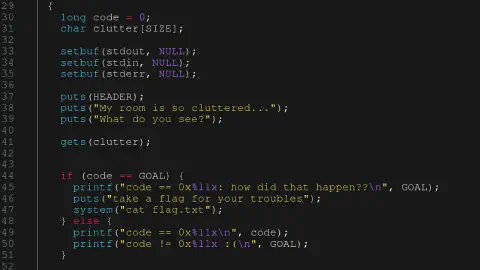 29 {
30 long code = 0;
31 char clutter[SIZE];
32
33 setbuf(stdout, NULL);
34 setbuf(stdin, NULL);
35 setbuf(stderr, NULL);
36
37 puts(HEADER);
38 puts("My room is so cluttered...");
39 puts("What do you see?");
40
41 gets(clutter);
42
43
44 if (code == GOAL) {
45 printf("code == 0x%llx: how did that happen??\n", GOAL);
46 puts("take a flag for your troubles");
47 system("cat flag.txt");
48 } else {
49 printf("code == 0x%llx\n", code);
50 printf("code != 0x%llx :(\n", GOAL);
51 }
52